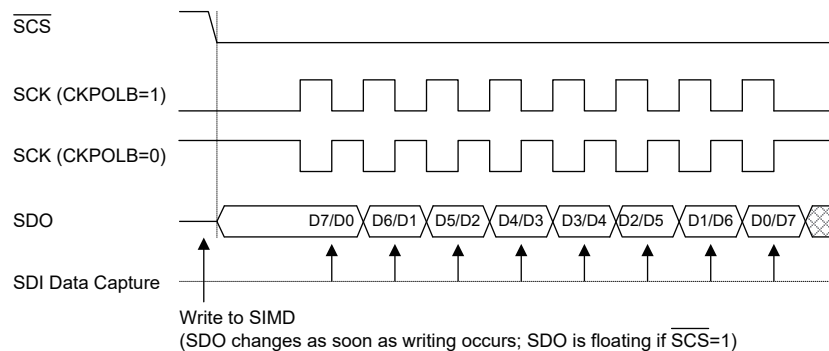 SCS
SCK (CKPOLB=1)
SCK (CKPOLB=0)
SDO D7/D0 D6/D1 D5/D2 D4/D3 D3/D4 D2/D5 D1/D6 D0/D7
SDI Data Capture
Write to SIMD
(SDO changes as soon as writing occurs; SDO is floating if SCS=1)